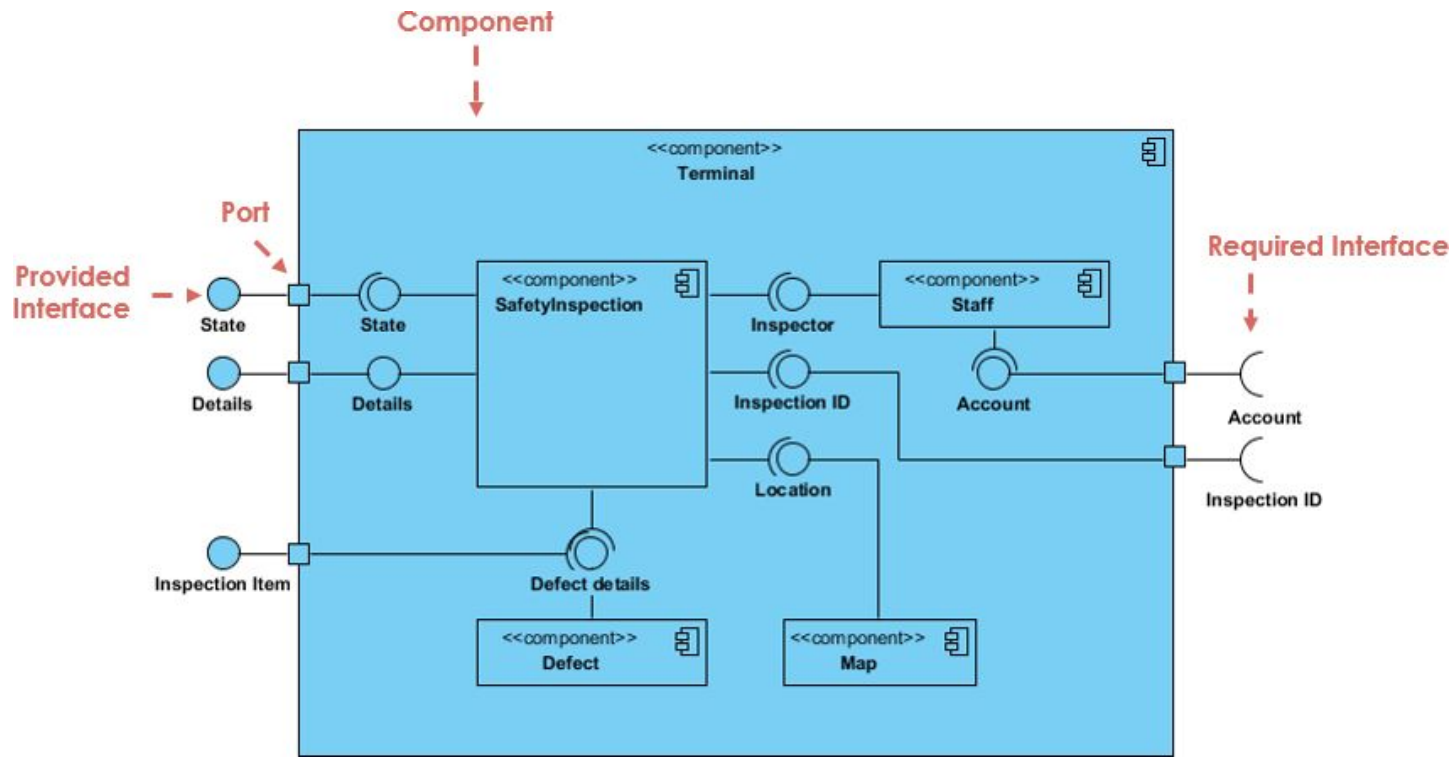 Component
<<component>>
Terminal
Port
Provided
Interface
Required Interface
<<component>>
SafetyInspection
<<component>>
Staff
State
State
Inspector
Details
Details
Inspection ID
Account
Account
Location
Inspection ID
Inspection Item
Defect details
<<component>>
Defect
<<component>>
Map